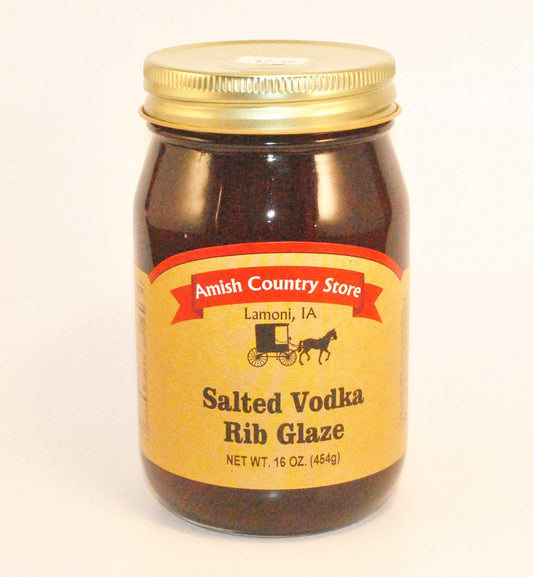 Amish Country Store
Lamoni, IA
Salted Vodka
Rib Glaze
NET WT. 16 OZ. (454g)